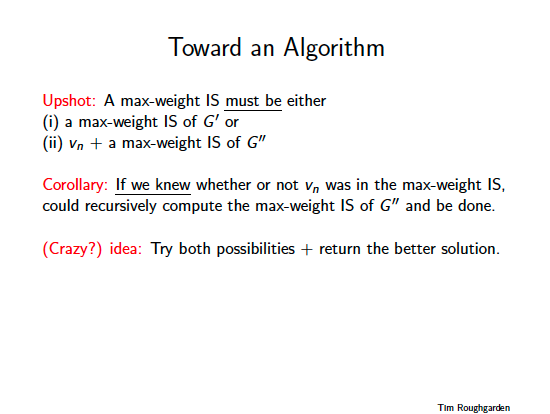 Toward an Algorithm
Upshot: A max-weight IS must be either
(i) a max-weight IS of G′ or
(ii) vₙ + a max-weight IS of G″
Corollary: If we knew whether or not vₙ was in the max-weight IS,
could recursively compute the max-weight IS of G″ and be done.
(Crazy?) idea: Try both possibilities + return the better solution.
Tim Roughgarden